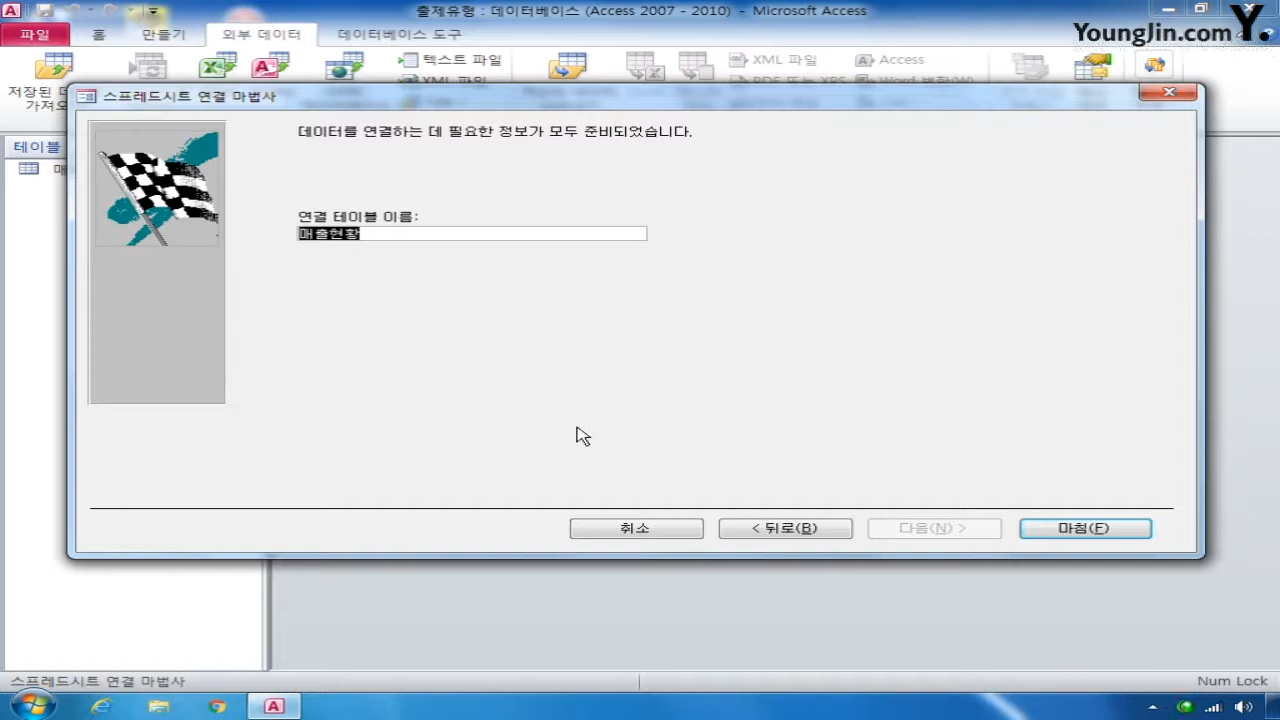 출제유형 : 데이터베이스 (Access 2007 - 2010) - Microsoft Access
파일
홈
만들기
외부 데이터
데이터베이스 도구
YoungJin.com Y.
저장된
텍스트 파일
XML 파일
XML 파일
Access
스프레드시트 연결 마법사
데이터를 연결하는 데 필요한 정보가 모두 준비되었습니다.
테이블
연결 테이블 이름:
매출현황
취소
< 뒤로(B)
다음(N) >
마침(F)
스프레드시트 연결 마법사
Num Lock